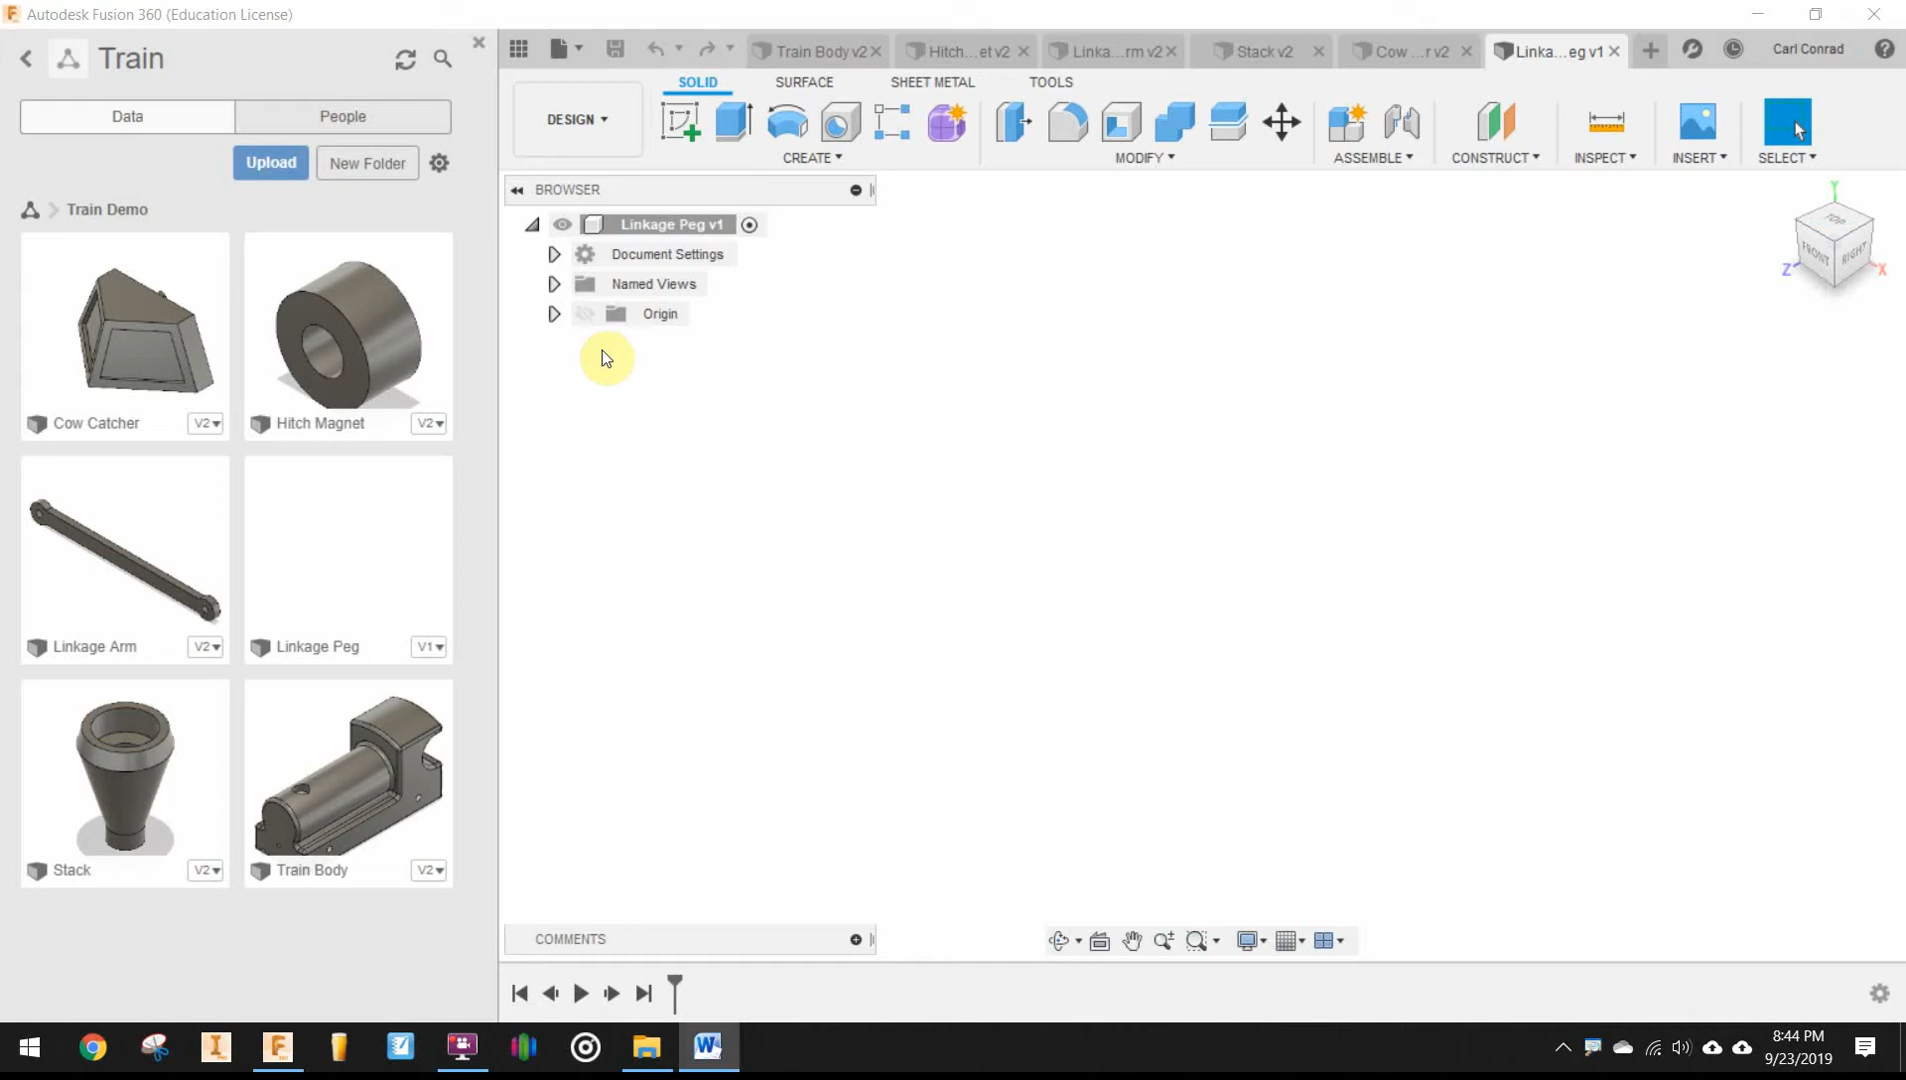 Autodesk Fusion 360 (Education License)
Train
Data
People
Upload
New Folder
Train Demo
Cow Catcher
V2
Hitch Magnet
V2
Linkage Arm
V2
Linkage Peg
V1
Stack
V2
Train Body
V2
Train Body v2
Hitch...et v2
Linka...rm v2
Stack v2
Cow ...r v2
Linka...eg v1
Carl Conrad
SOLID
SURFACE
SHEET METAL
TOOLS
DESIGN
CREATE
MODIFY
ASSEMBLE
CONSTRUCT
INSPECT
INSERT
SELECT
BROWSER
Linkage Peg v1
Document Settings
Named Views
Origin
Y
TOP
FRONT
RIGHT
Z
X
COMMENTS
8:44 PM
9/23/2019